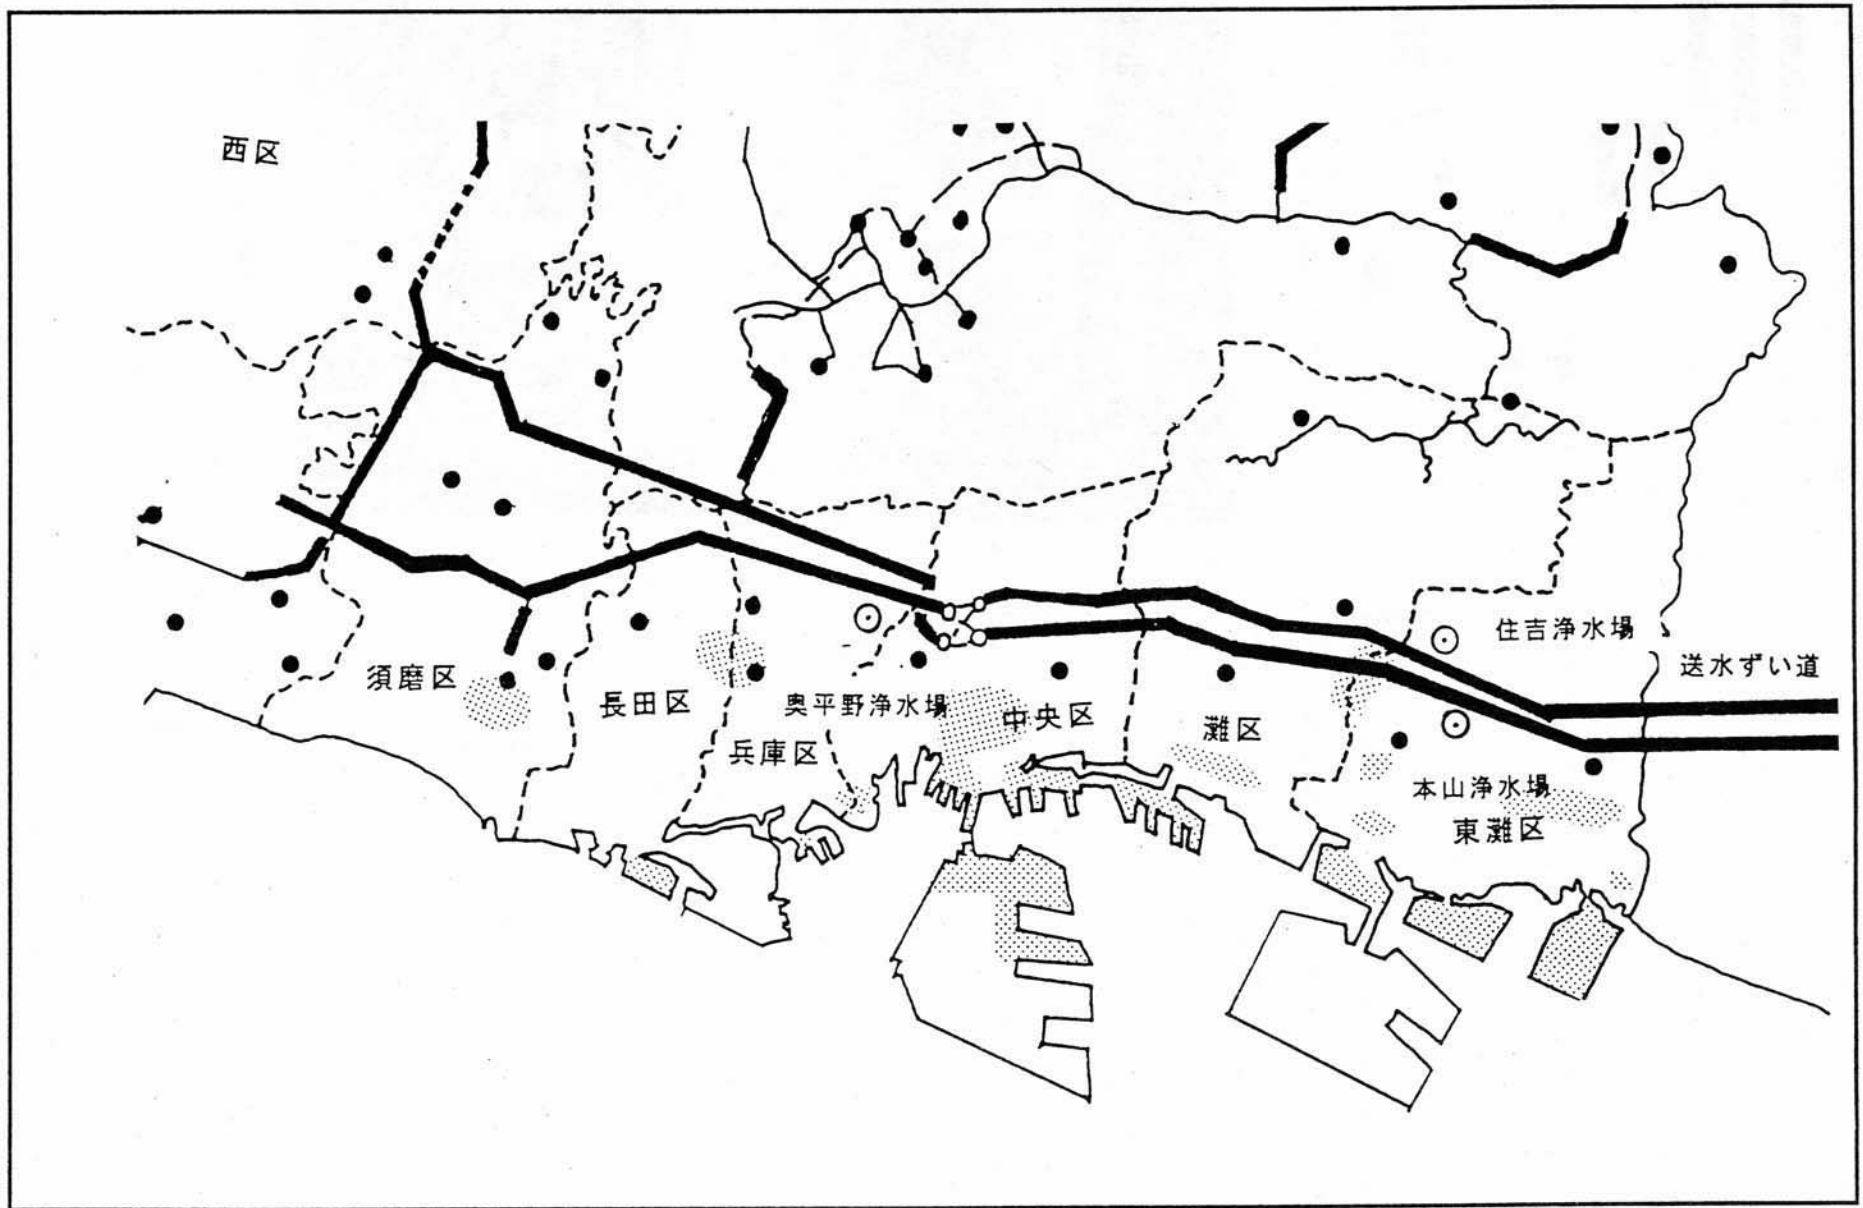 西区
住吉浄水場
送水ずい道
須磨区
長田区
奥平野浄水場
中央区
灘区
兵庫区
本山浄水場
東灘区